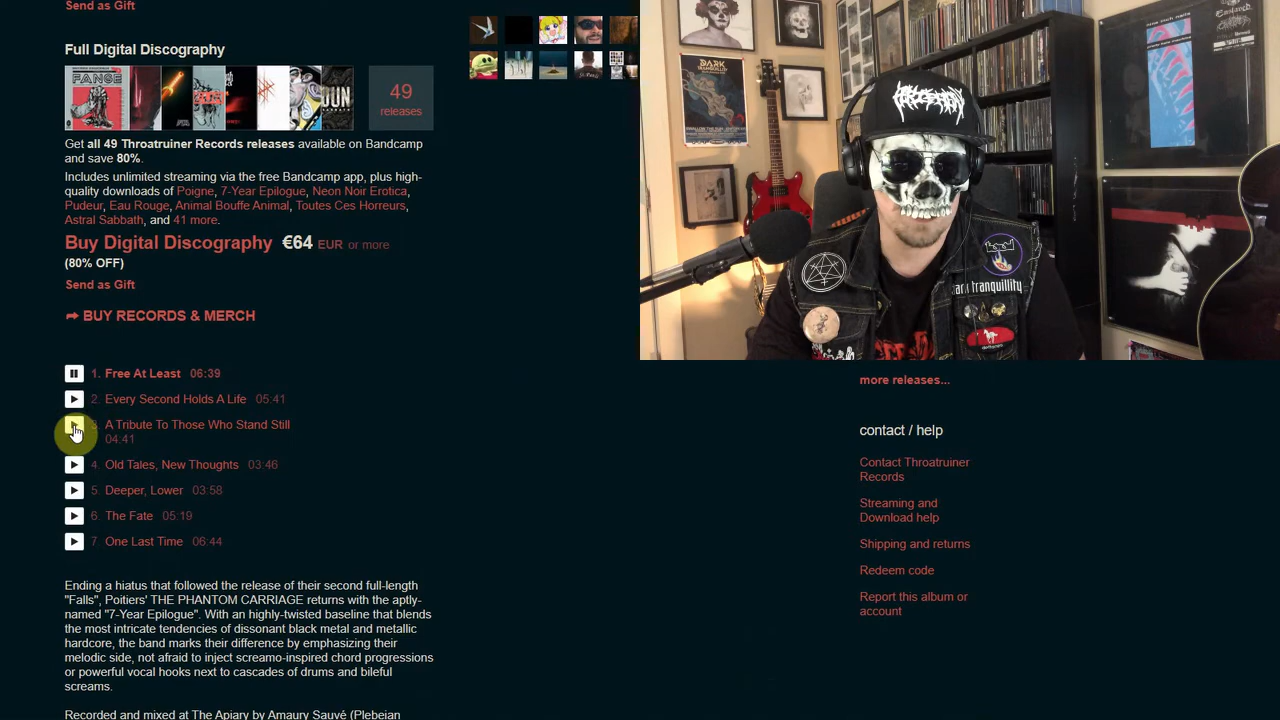 Send as Gift
Full Digital Discography
FANGE
49
releases
Get all 49 Throatruiner Records releases available on Bandcamp
and save 80%.
Includes unlimited streaming via the free Bandcamp app, plus high-
quality downloads of Poigne, 7-Year Epilogue, Neon Noir Erotica,
Pudeur, Eau Rouge, Animal Bouffe Animal, Toutes Ces Horreurs,
Astral Sabbath, and 41 more.
Buy Digital Discography €64 EUR or more
(80% OFF)
Send as Gift
BUY RECORDS & MERCH
1. Free At Least 06:39
2. Every Second Holds A Life 05:41
3. A Tribute To Those Who Stand Still
04:41
4. Old Tales, New Thoughts 03:46
5. Deeper, Lower 03:58
6. The Fate 05:19
7. One Last Time 06:44
Ending a hiatus that followed the release of their second full-length
"Falls", Poitiers' THE PHANTOM CARRIAGE returns with the aptly-
named "7-Year Epilogue". With an highly-twisted baseline that blends
the most intricate tendencies of dissonant black metal and metallic
hardcore, the band marks their difference by emphasizing their
melodic side, not afraid to inject screamo-inspired chord progressions
or powerful vocal hooks next to cascades of drums and bileful
screams.
Recorded and mixed at The Apiary by Amaury Sauvé (Plebeian
DARK
TRANQUILLITY
nine inch nails
dark tranquillity
more releases...
contact / help
Contact Throatruiner
Records
Streaming and
Download help
Shipping and returns
Redeem code
Report this album or
account